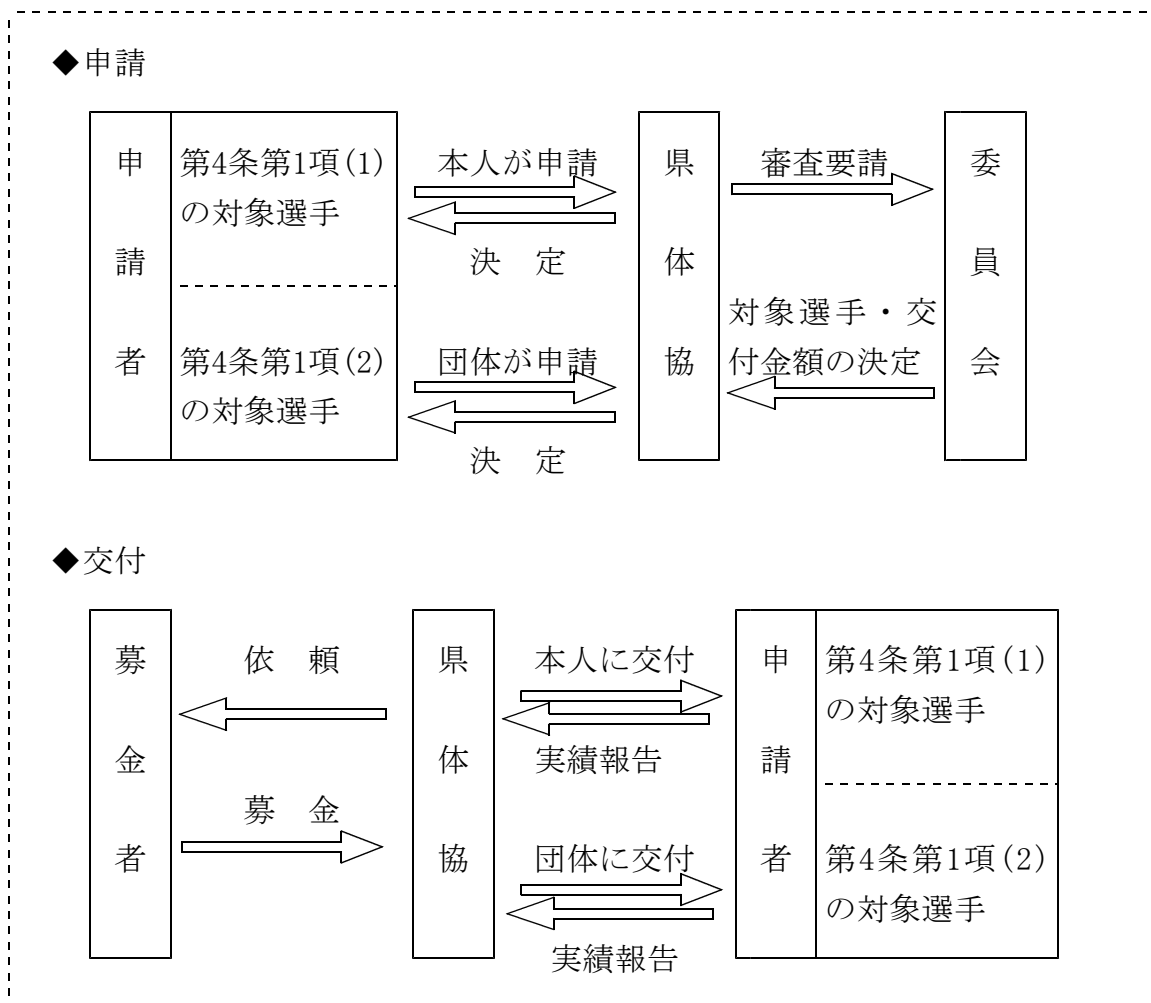 ◆申請
申請者
第4条第1項(1)
の対象選手
本人が申請
決 定
第4条第1項(2)
の対象選手
団体が申請
決 定
県体協
審査要請
対象選手・交
付金額の決定
委員会
◆交付
募金者
依 頼
募 金
県体協
本人に交付
実績報告
団体に交付
実績報告
申請者
第4条第1項(1)
の対象選手
第4条第1項(2)
の対象選手